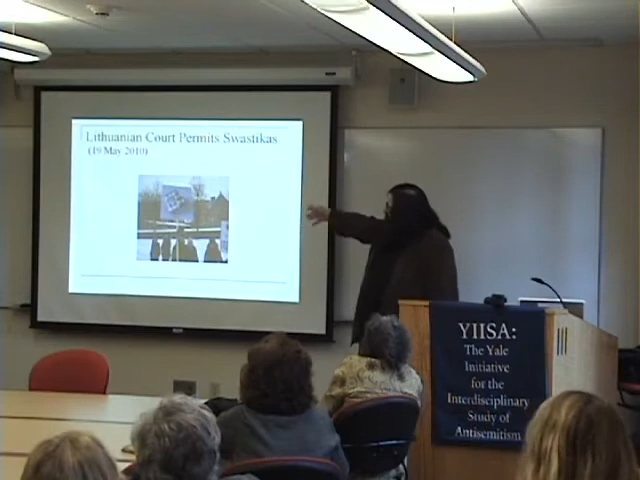 Lithuanian Court Permits Swastikas
(19 May 2010)
YIISA:
The Yale
Initiative
for the
Interdisciplinary
Study of
Antisemitism